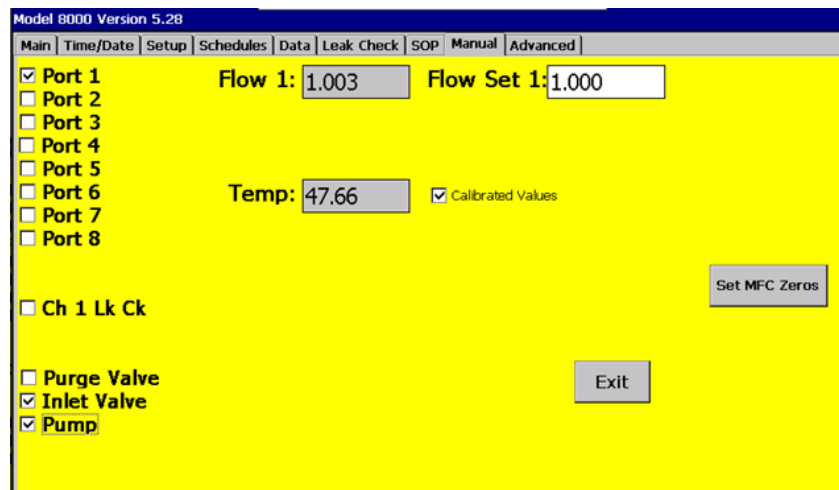 Model 8000 Version 5.28
Main Time/Date Setup Schedules Data Leak Check SOP Manual Advanced
Port 1 Flow 1: 1.003 Flow Set 1: 1.000
Port 2
Port 3
Port 4
Port 5
Port 6 Temp: 47.66 Calibrated Values
Port 7
Port 8
Set MFC Zeros
Ch 1 Lk Ck
Purge Valve Exit
Inlet Valve
Pump